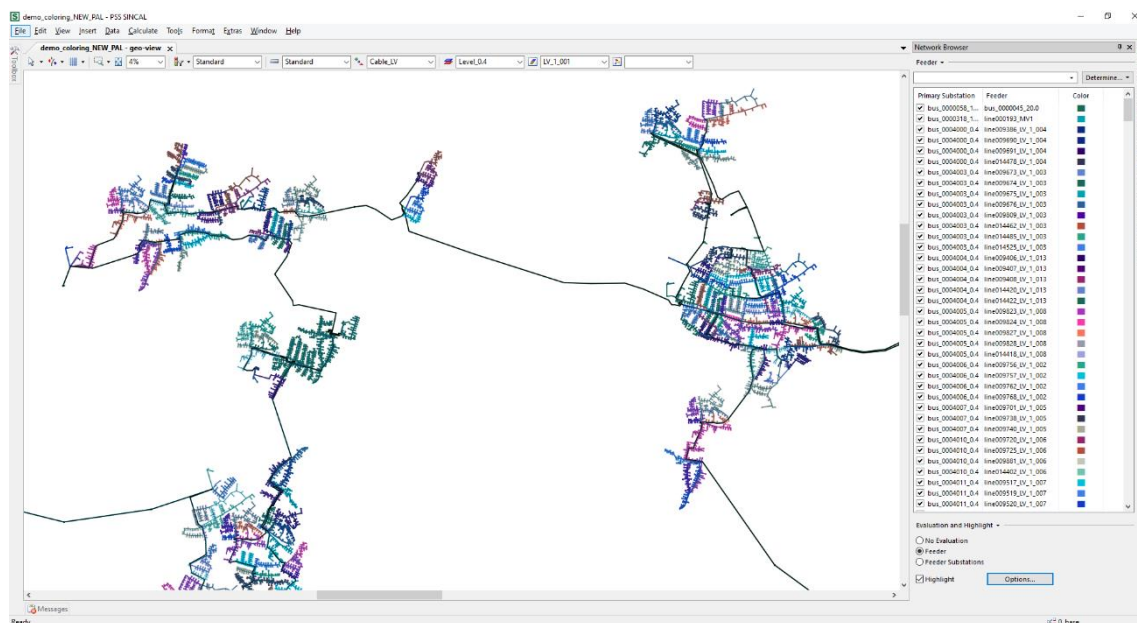 demo_coloring_NEW_PAL - PSS SINCAL
File Edit View Insert Data Calculate Tools Format Extras Window Help
demo_coloring_NEW_PAL - geo-view
4% Standard Standard Cable_LV Level_0.4 LV_1_001
Toolbox
Network Browser
Feeder
Determine...
Primary Substation Feeder Color
bus_0000058_1... bus_0000045_20.0
bus_0000318_1... line000193_MV1
bus_0004000_0.4 line009386_LV_1_004
bus_0004000_0.4 line009690_LV_1_004
bus_0004000_0.4 line009691_LV_1_004
bus_0004000_0.4 line014478_LV_1_004
bus_0004003_0.4 line009673_LV_1_003
bus_0004003_0.4 line009674_LV_1_003
bus_0004003_0.4 line009675_LV_1_003
bus_0004003_0.4 line009676_LV_1_003
bus_0004003_0.4 line009809_LV_1_003
bus_0004003_0.4 line014462_LV_1_003
bus_0004003_0.4 line014485_LV_1_003
bus_0004003_0.4 line014525_LV_1_003
bus_0004004_0.4 line009406_LV_1_013
bus_0004004_0.4 line009407_LV_1_013
bus_0004004_0.4 line009408_LV_1_013
bus_0004004_0.4 line014420_LV_1_013
bus_0004004_0.4 line014422_LV_1_013
bus_0004005_0.4 line009823_LV_1_008
bus_0004005_0.4 line009824_LV_1_008
bus_0004005_0.4 line009827_LV_1_008
bus_0004005_0.4 line009828_LV_1_008
bus_0004005_0.4 line014418_LV_1_008
bus_0004006_0.4 line009756_LV_1_002
bus_0004006_0.4 line009757_LV_1_002
bus_0004006_0.4 line009762_LV_1_002
bus_0004006_0.4 line009768_LV_1_002
bus_0004007_0.4 line009701_LV_1_005
bus_0004007_0.4 line009738_LV_1_005
bus_0004007_0.4 line009740_LV_1_005
bus_0004010_0.4 line009720_LV_1_006
bus_0004010_0.4 line009725_LV_1_006
bus_0004010_0.4 line009881_LV_1_006
bus_0004010_0.4 line014402_LV_1_006
bus_0004011_0.4 line009517_LV_1_007
bus_0004011_0.4 line009519_LV_1_007
bus_0004011_0.4 line009520_LV_1_007
Evaluation and Highlight
No Evaluation
Feeder
Feeder Substations
Highlight Options...
Messages
Ready
0 base